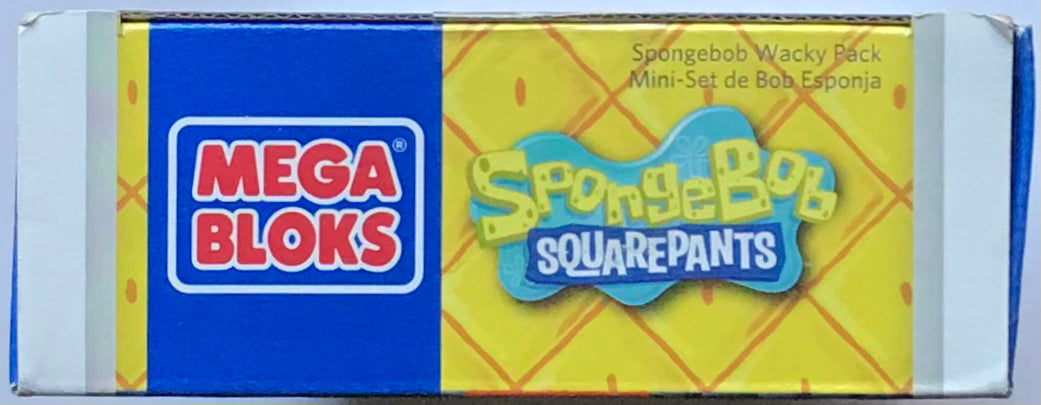 MEGA
BLOKS®
Spongebob Wacky Pack
Mini-Set de Bob Esponja
SpongeBob
SQUAREPANTS